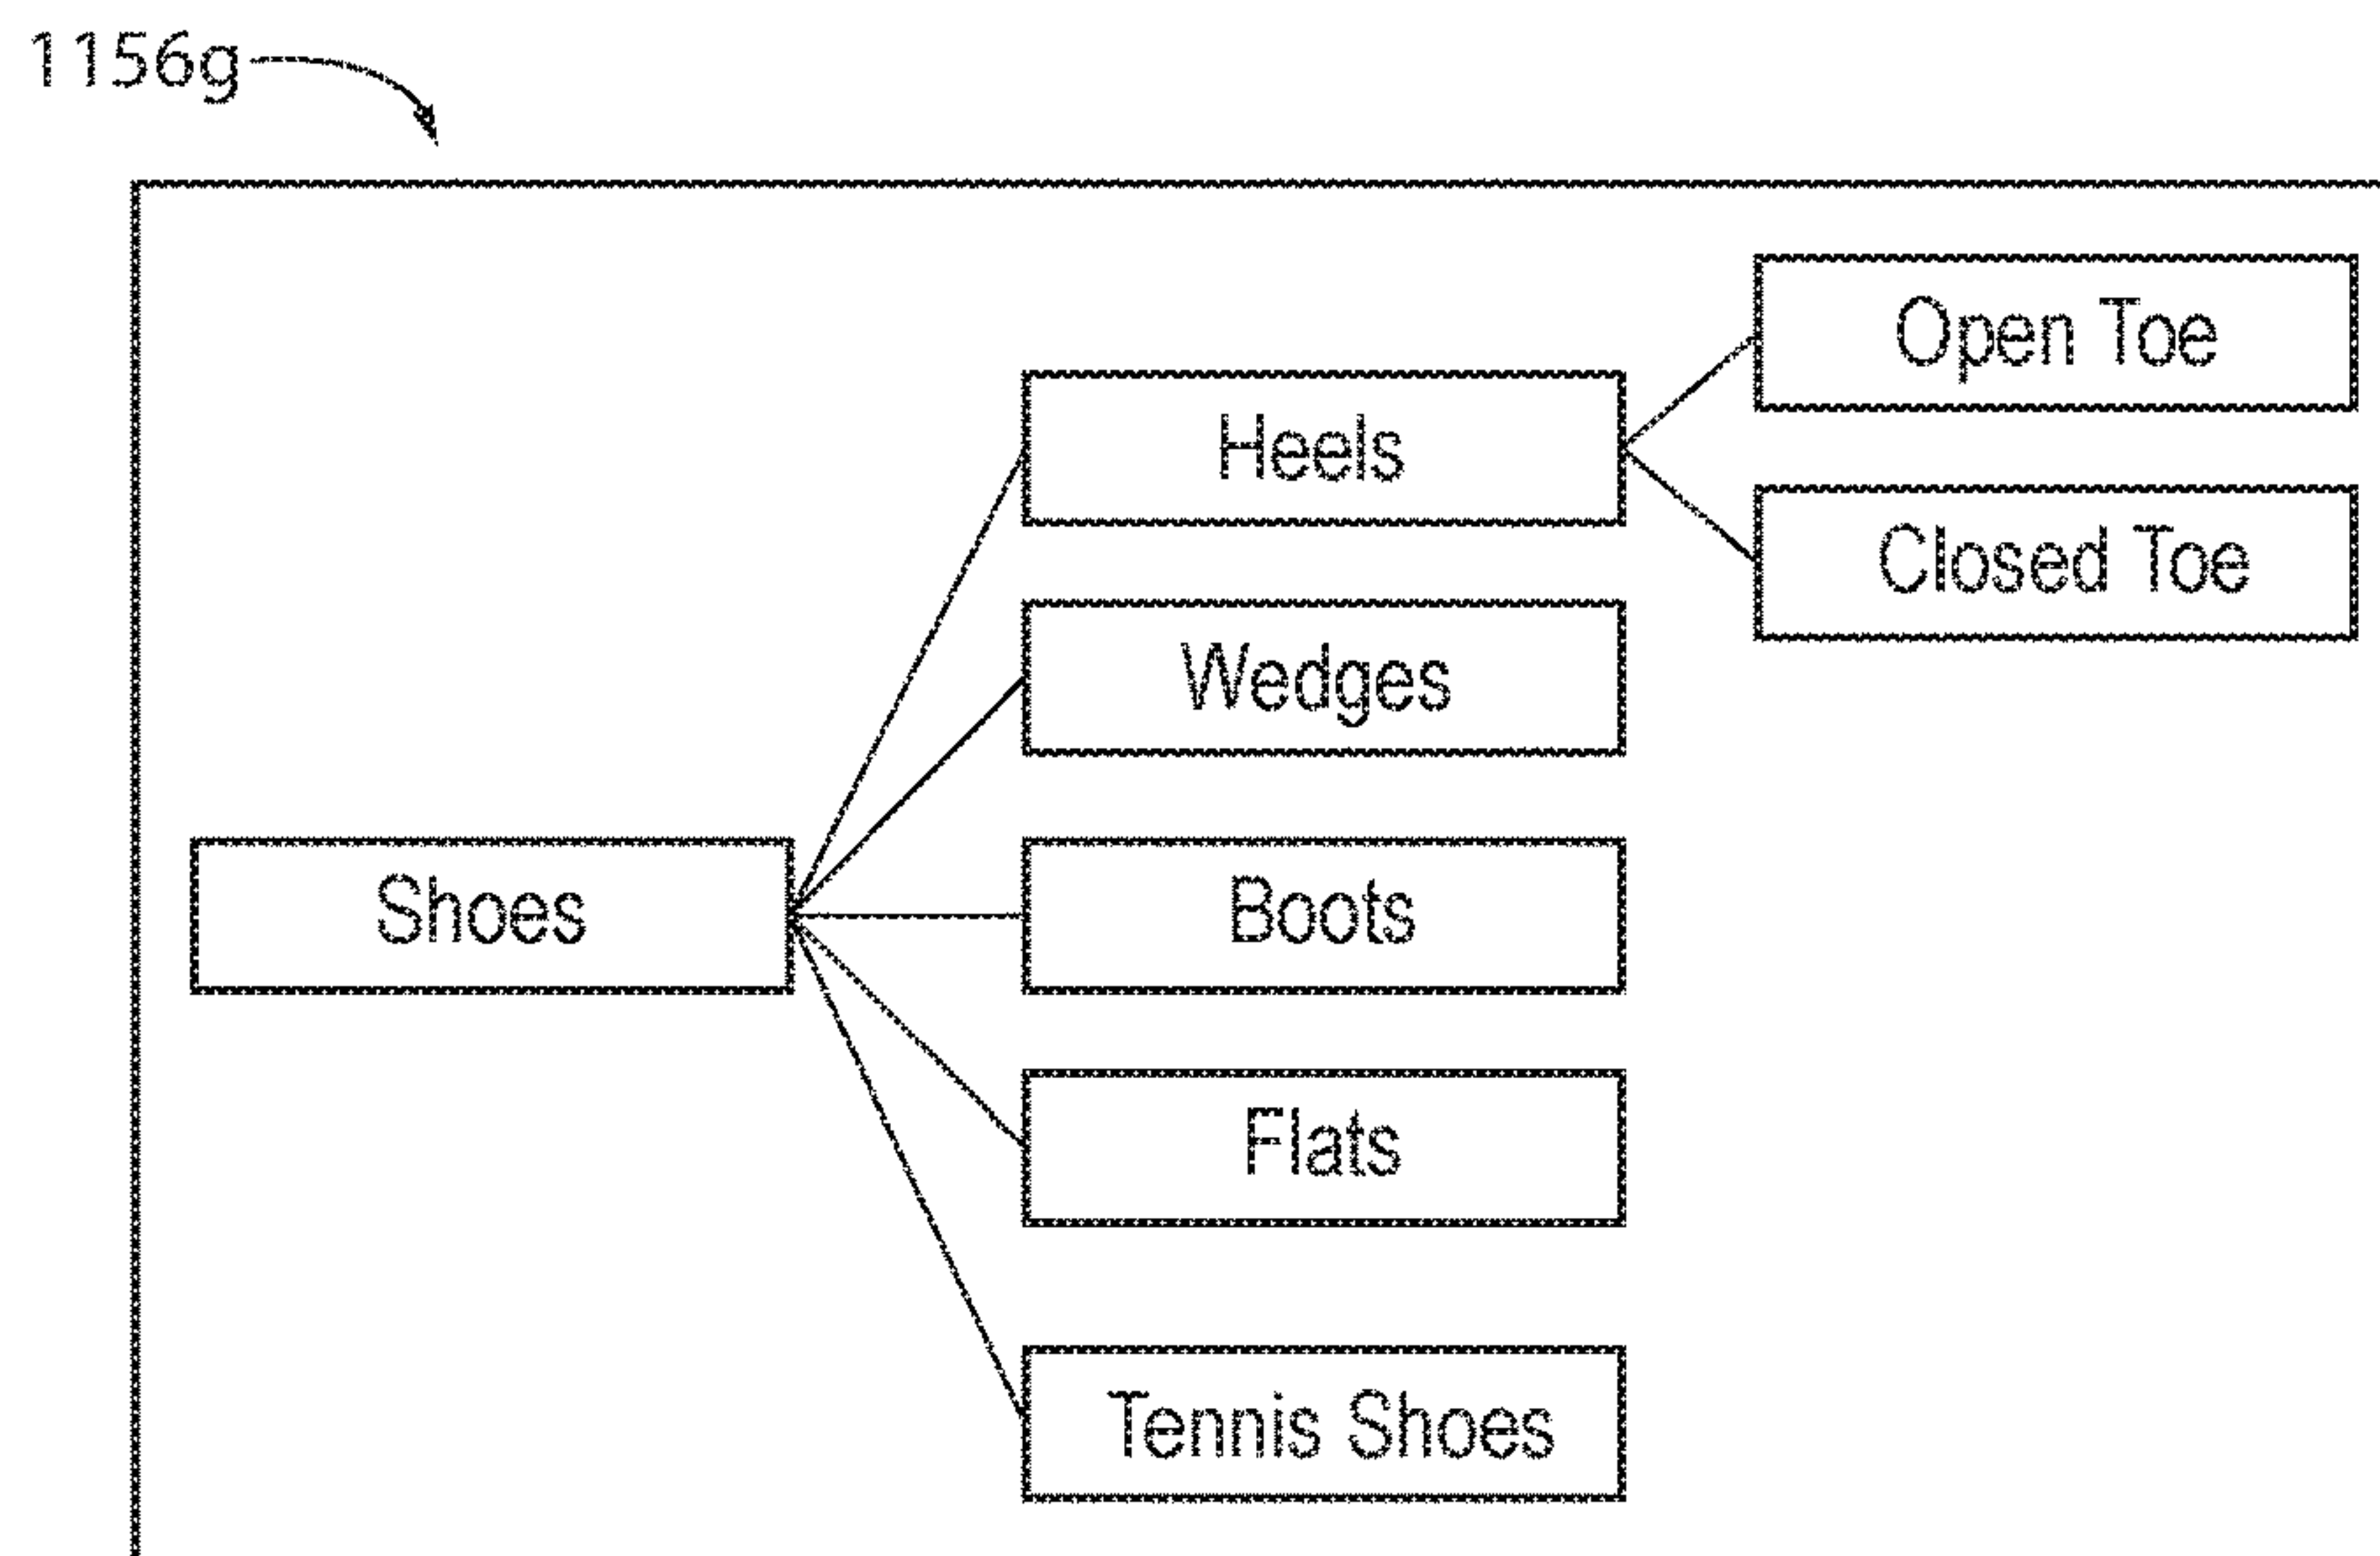 1156g
Open Toe
Heels
Closed Toe
Wedges
Shoes
Boots
Flats
Tennis Shoes